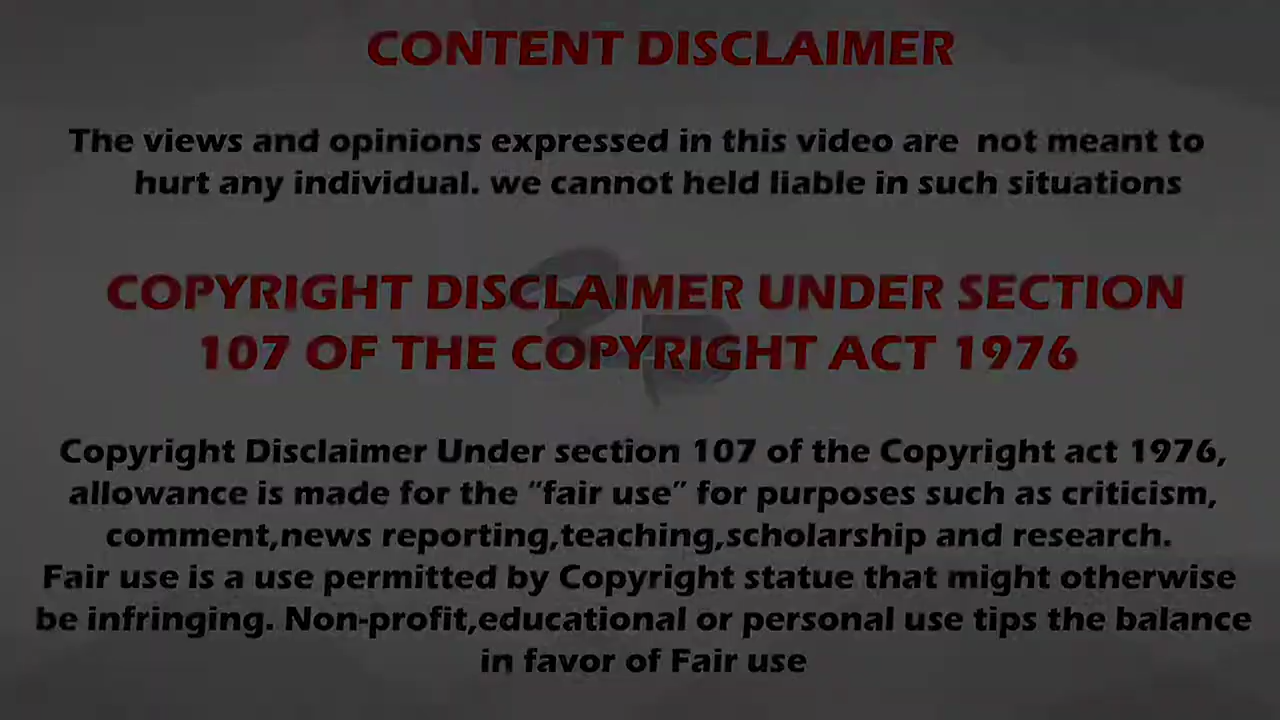 CONTENT DISCLAIMER
The views and opinions expressed in this video are not meant to
hurt any individual. we cannot held liable in such situations
COPYRIGHT DISCLAIMER UNDER SECTION
107 OF THE COPYRIGHT ACT 1976
Copyright Disclaimer Under section 107 of the Copyright act 1976,
allowance is made for the “fair use” for purposes such as criticism,
comment,news reporting,teaching,scholarship and research.
Fair use is a use permitted by Copyright statue that might otherwise
be infringing. Non-profit,educational or personal use tips the balance
in favor of Fair use